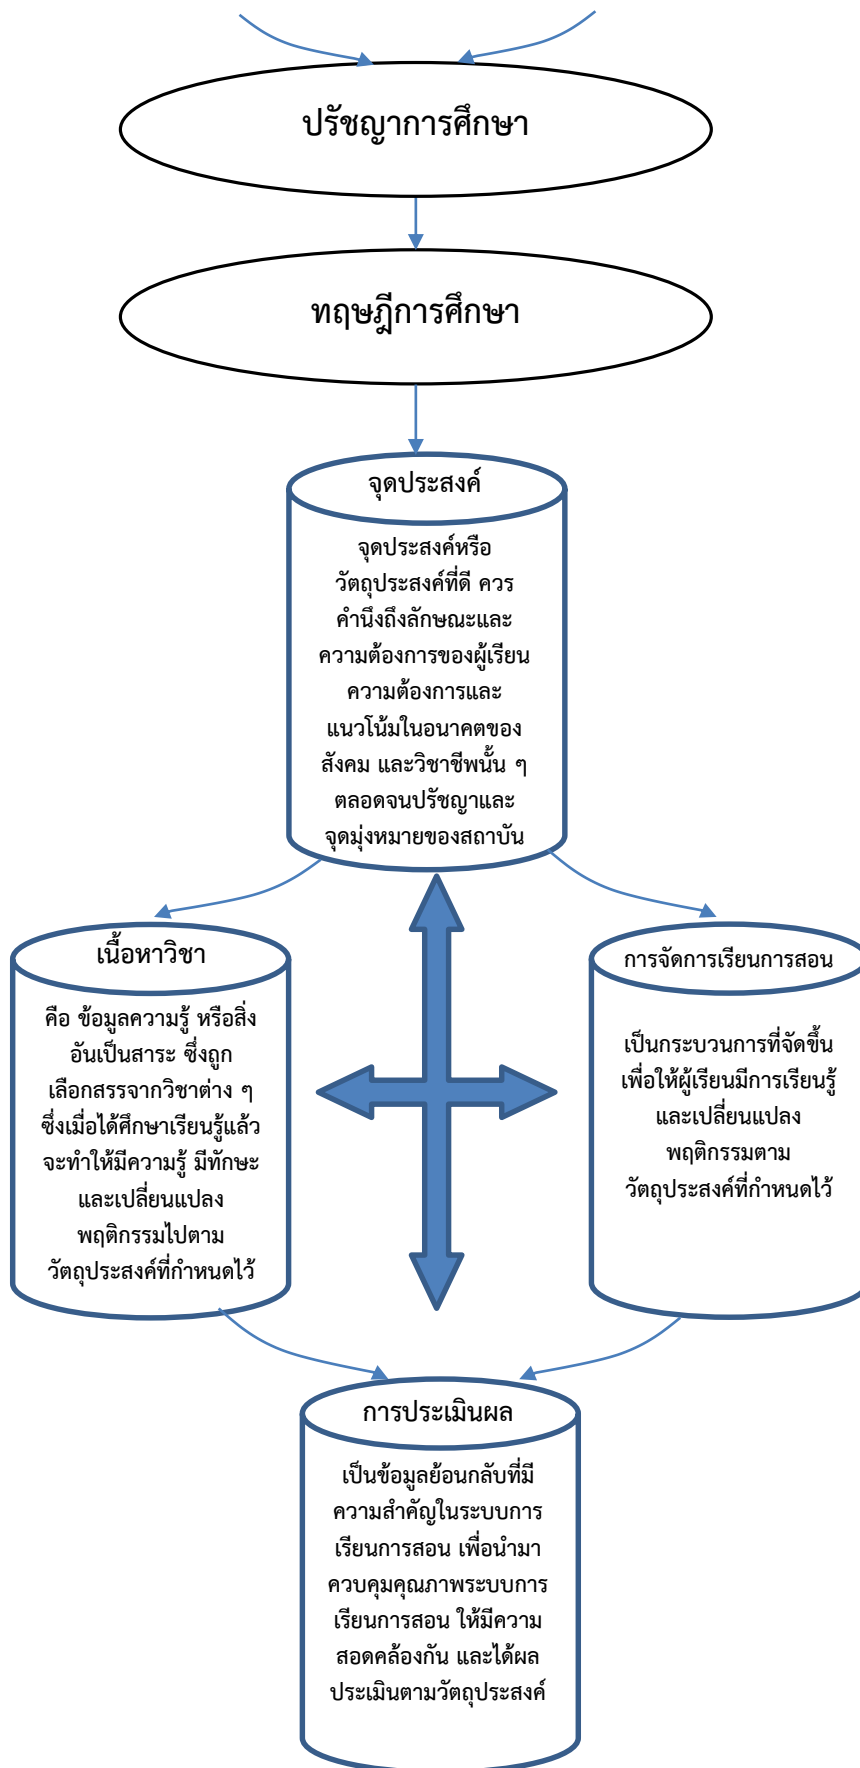 ปรัชญาการศึกษา
ทฤษฎีการศึกษา
จุดประสงค์
จุดประสงค์หรือ
วัตถุประสงค์ที่ดี ควร
คำนึงถึงลักษณะและ
ความต้องการของผู้เรียน
ความต้องการและ
แนวโน้มในอนาคตของ
สังคม และวิชาชีพนั้น ๆ
ตลอดจนปรัชญาและ
จุดมุ่งหมายของสถาบัน
เนื้อหาวิชา
คือ ข้อมูลความรู้ หรือสิ่ง
อันเป็นสาระ ซึ่งถูก
เลือกสรรจากวิชาต่าง ๆ
ซึ่งเมื่อได้ศึกษาเรียนรู้แล้ว
จะทำให้มีความรู้ มีทักษะ
และเปลี่ยนแปลง
พฤติกรรมไปตาม
วัตถุประสงค์ที่กำหนดไว้
การจัดการเรียนการสอน
เป็นกระบวนการที่จัดขึ้น
เพื่อให้ผู้เรียนมีการเรียนรู้
และเปลี่ยนแปลง
พฤติกรรมตาม
วัตถุประสงค์ที่กำหนดไว้
การประเมินผล
เป็นข้อมูลย้อนกลับที่มี
ความสำคัญในระบบการ
เรียนการสอน เพื่อนำมา
ควบคุมคุณภาพระบบการ
เรียนการสอน ให้มีความ
สอดคล้องกัน และได้ผล
ประเมินตามวัตถุประสงค์